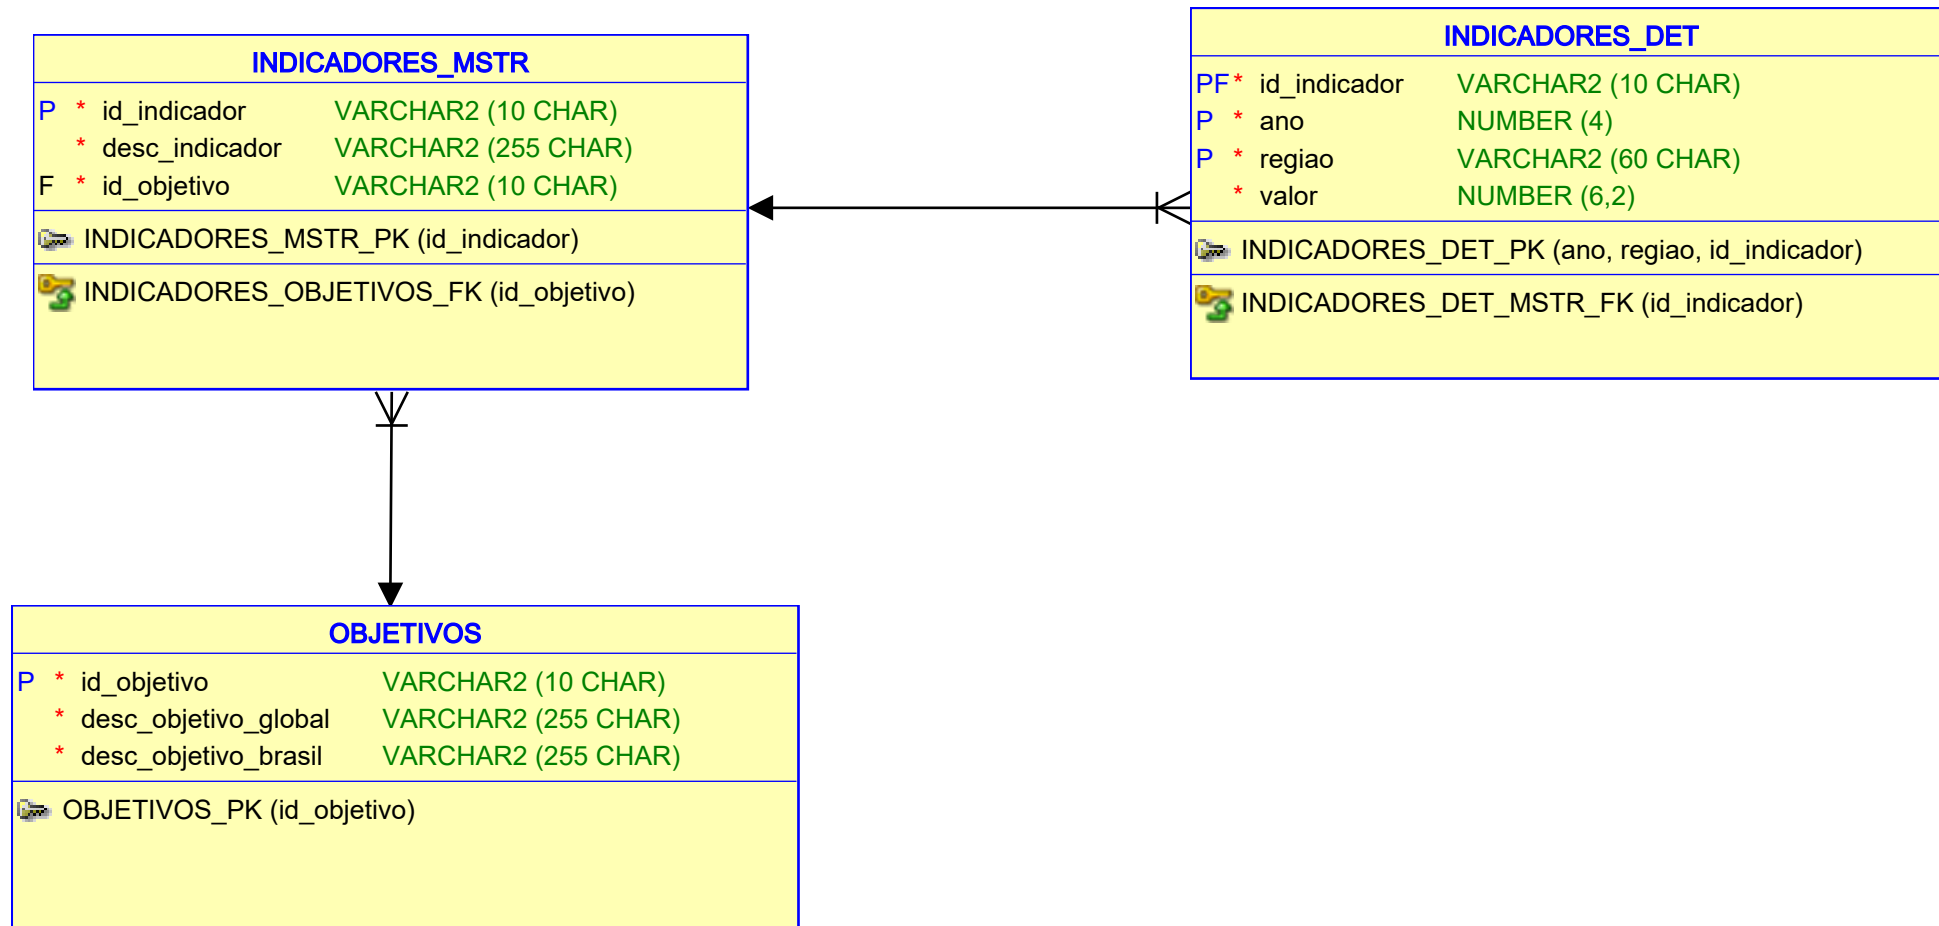 INDICADORES_MSTR
P * id_indicador VARCHAR2 (10 CHAR)
* desc_indicador VARCHAR2 (255 CHAR)
F * id_objetivo VARCHAR2 (10 CHAR)
INDICADORES_MSTR_PK (id_indicador)
INDICADORES_OBJETIVOS_FK (id_objetivo)
INDICADORES_DET
PF * id_indicador VARCHAR2 (10 CHAR)
P * ano NUMBER (4)
P * regiao VARCHAR2 (60 CHAR)
* valor NUMBER (6,2)
INDICADORES_DET_PK (ano, regiao, id_indicador)
INDICADORES_DET_MSTR_FK (id_indicador)
OBJETIVOS
P * id_objetivo VARCHAR2 (10 CHAR)
* desc_objetivo_global VARCHAR2 (255 CHAR)
* desc_objetivo_brasil VARCHAR2 (255 CHAR)
OBJETIVOS_PK (id_objetivo)